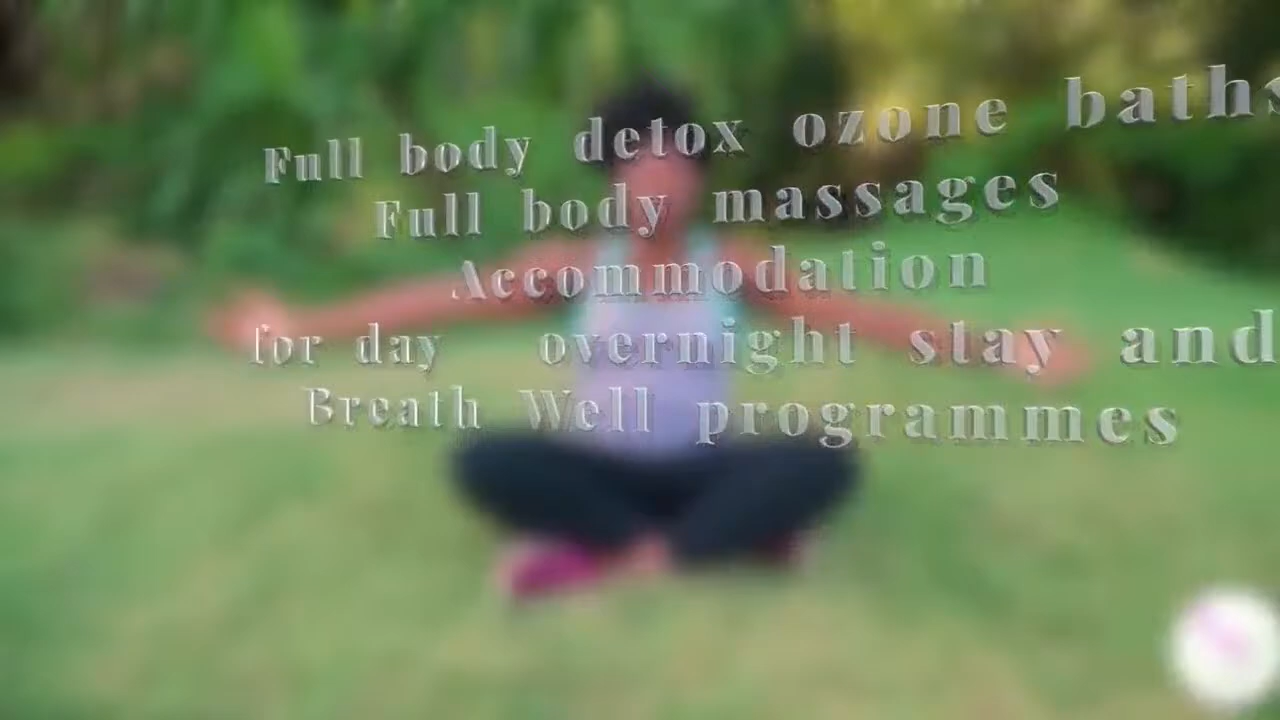 Full body detox ozone baths
Full body massages
Accommodation
for day overnight stay and
Breath Well programmes